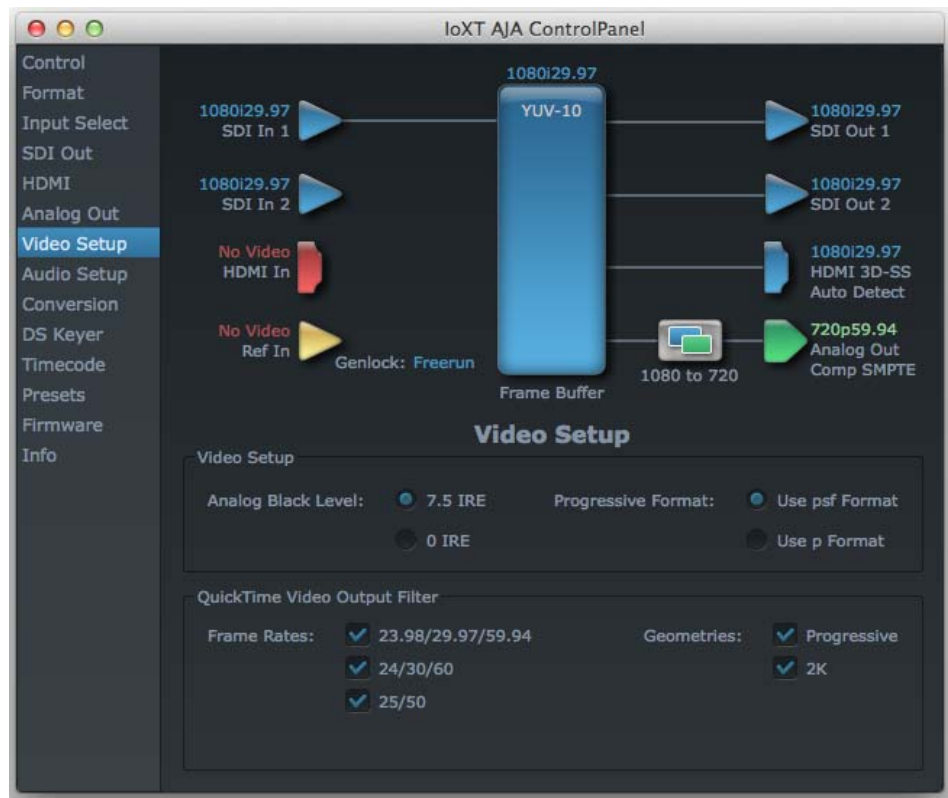 IoXT AJA ControlPanel
Control
Format
Input Select
SDI Out
HDMI
Analog Out
Video Setup
Audio Setup
Conversion
DS Keyer
Timecode
Presets
Firmware
Info
1080i29.97
YUV-10
Frame Buffer
1080i29.97
SDI In 1
1080i29.97
SDI In 2
No Video
HDMI In
No Video
Ref In
Genlock: Freerun
1080i29.97
SDI Out 1
1080i29.97
SDI Out 2
1080i29.97
HDMI 3D-SS
Auto Detect
1080 to 720
720p59.94
Analog Out
Comp SMPTE
Video Setup
Video Setup
Analog Black Level: 7.5 IRE Progressive Format: Use psf Format
0 IRE Use p Format
QuickTime Video Output Filter
Frame Rates: 23.98/29.97/59.94 Geometries: Progressive
24/30/60 2K
25/50